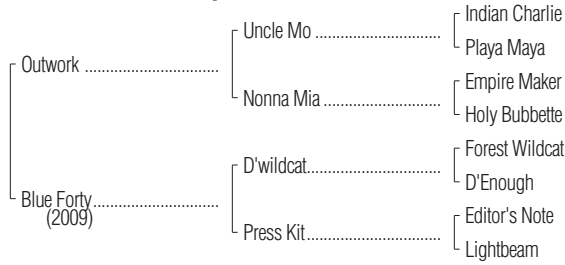 Indian Charlie
Uncle Mo ..............................
Playa Maya
Outwork ................................
Empire Maker
Nonna Mia ............................
Holy Bubbette
Forest Wildcat
D'wildcat................................
D'Enough
Blue Forty..............................
(2009)
Editor's Note
Press Kit................................
Lightbeam